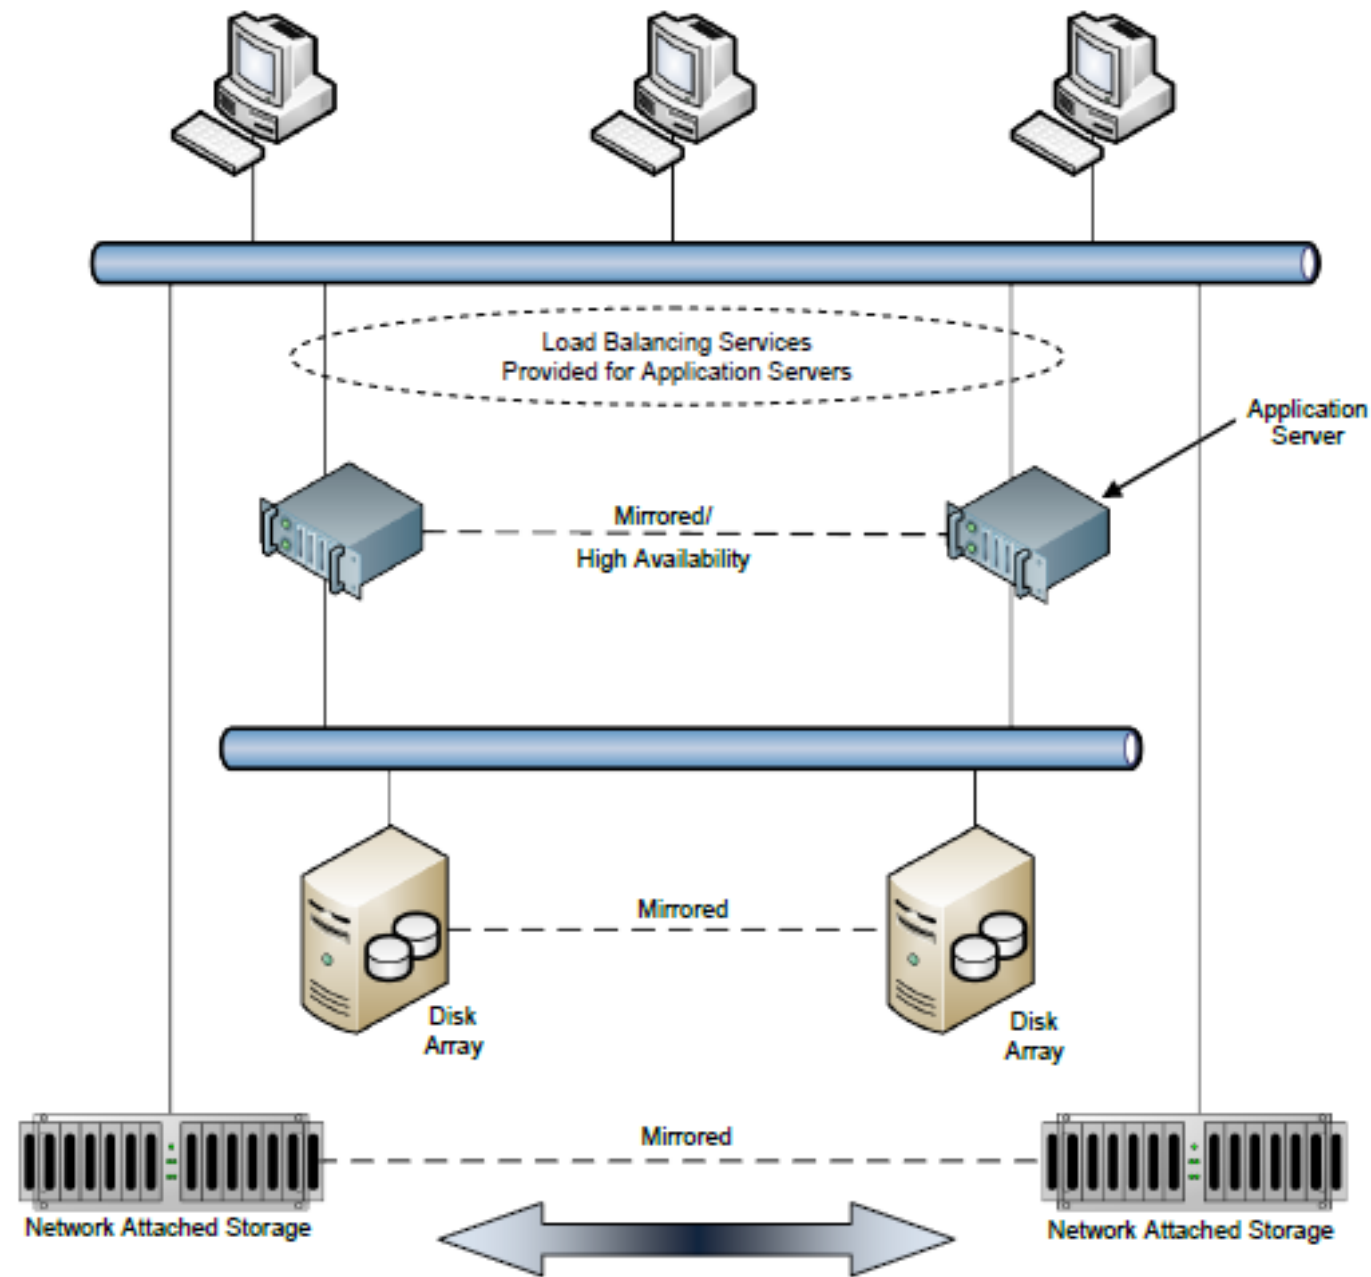 Load Balancing Services
Provided for Application Servers
Application
Server
Mirrored/
High Availability
Mirrored
Disk
Array
Disk
Array
Mirrored
Network Attached Storage
Network Attached Storage